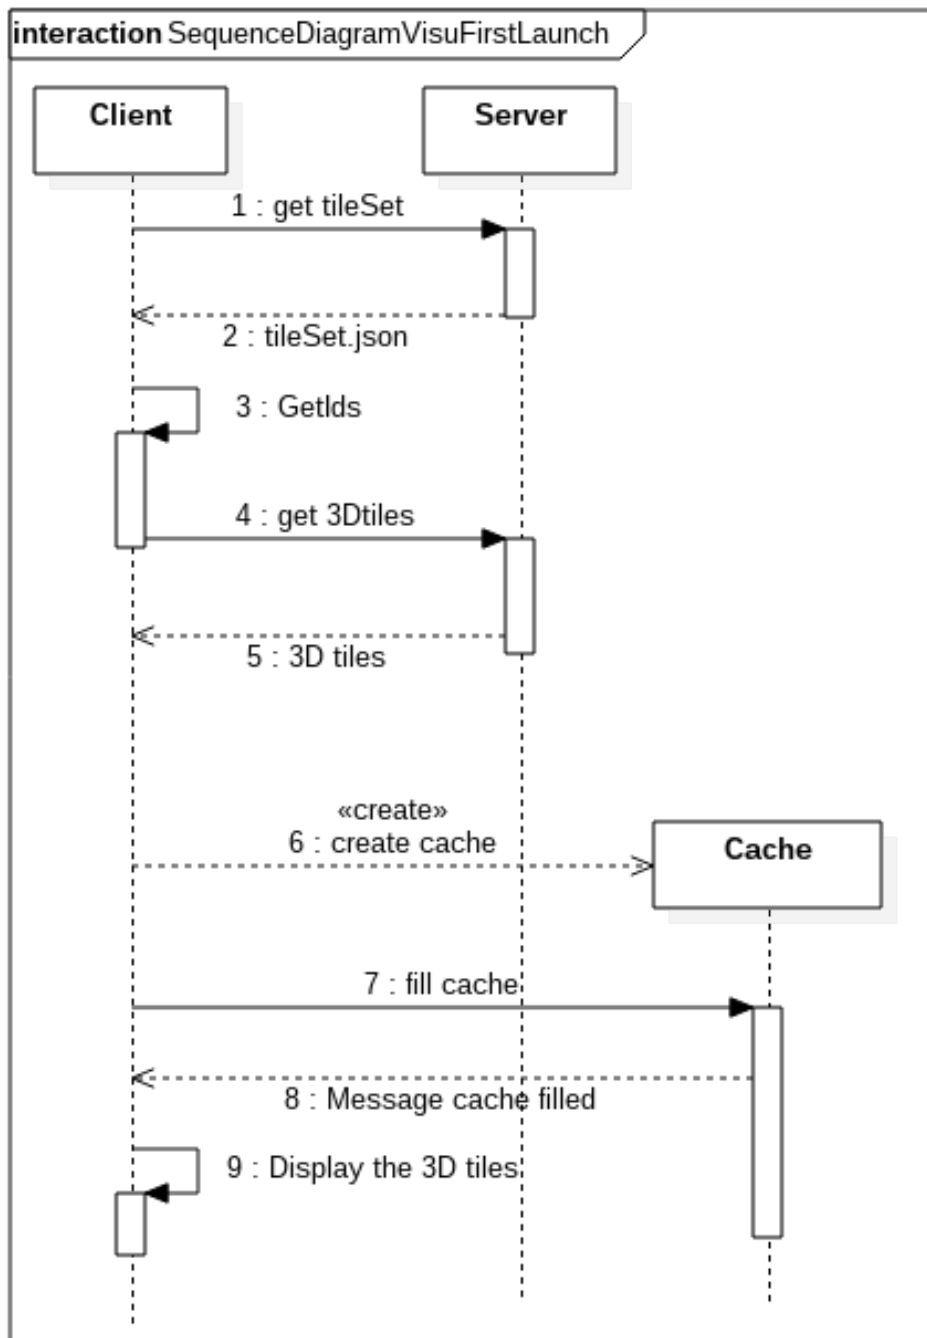 interaction SequenceDiagramVisuFirstLaunch
Client
Server
1 : get tileSet
2 : tileSet.json
3 : GetIds
4 : get 3Dtiles
5 : 3D tiles
«create»
6 : create cache
Cache
7 : fill cache
8 : Message cache filled
9 : Display the 3D tiles